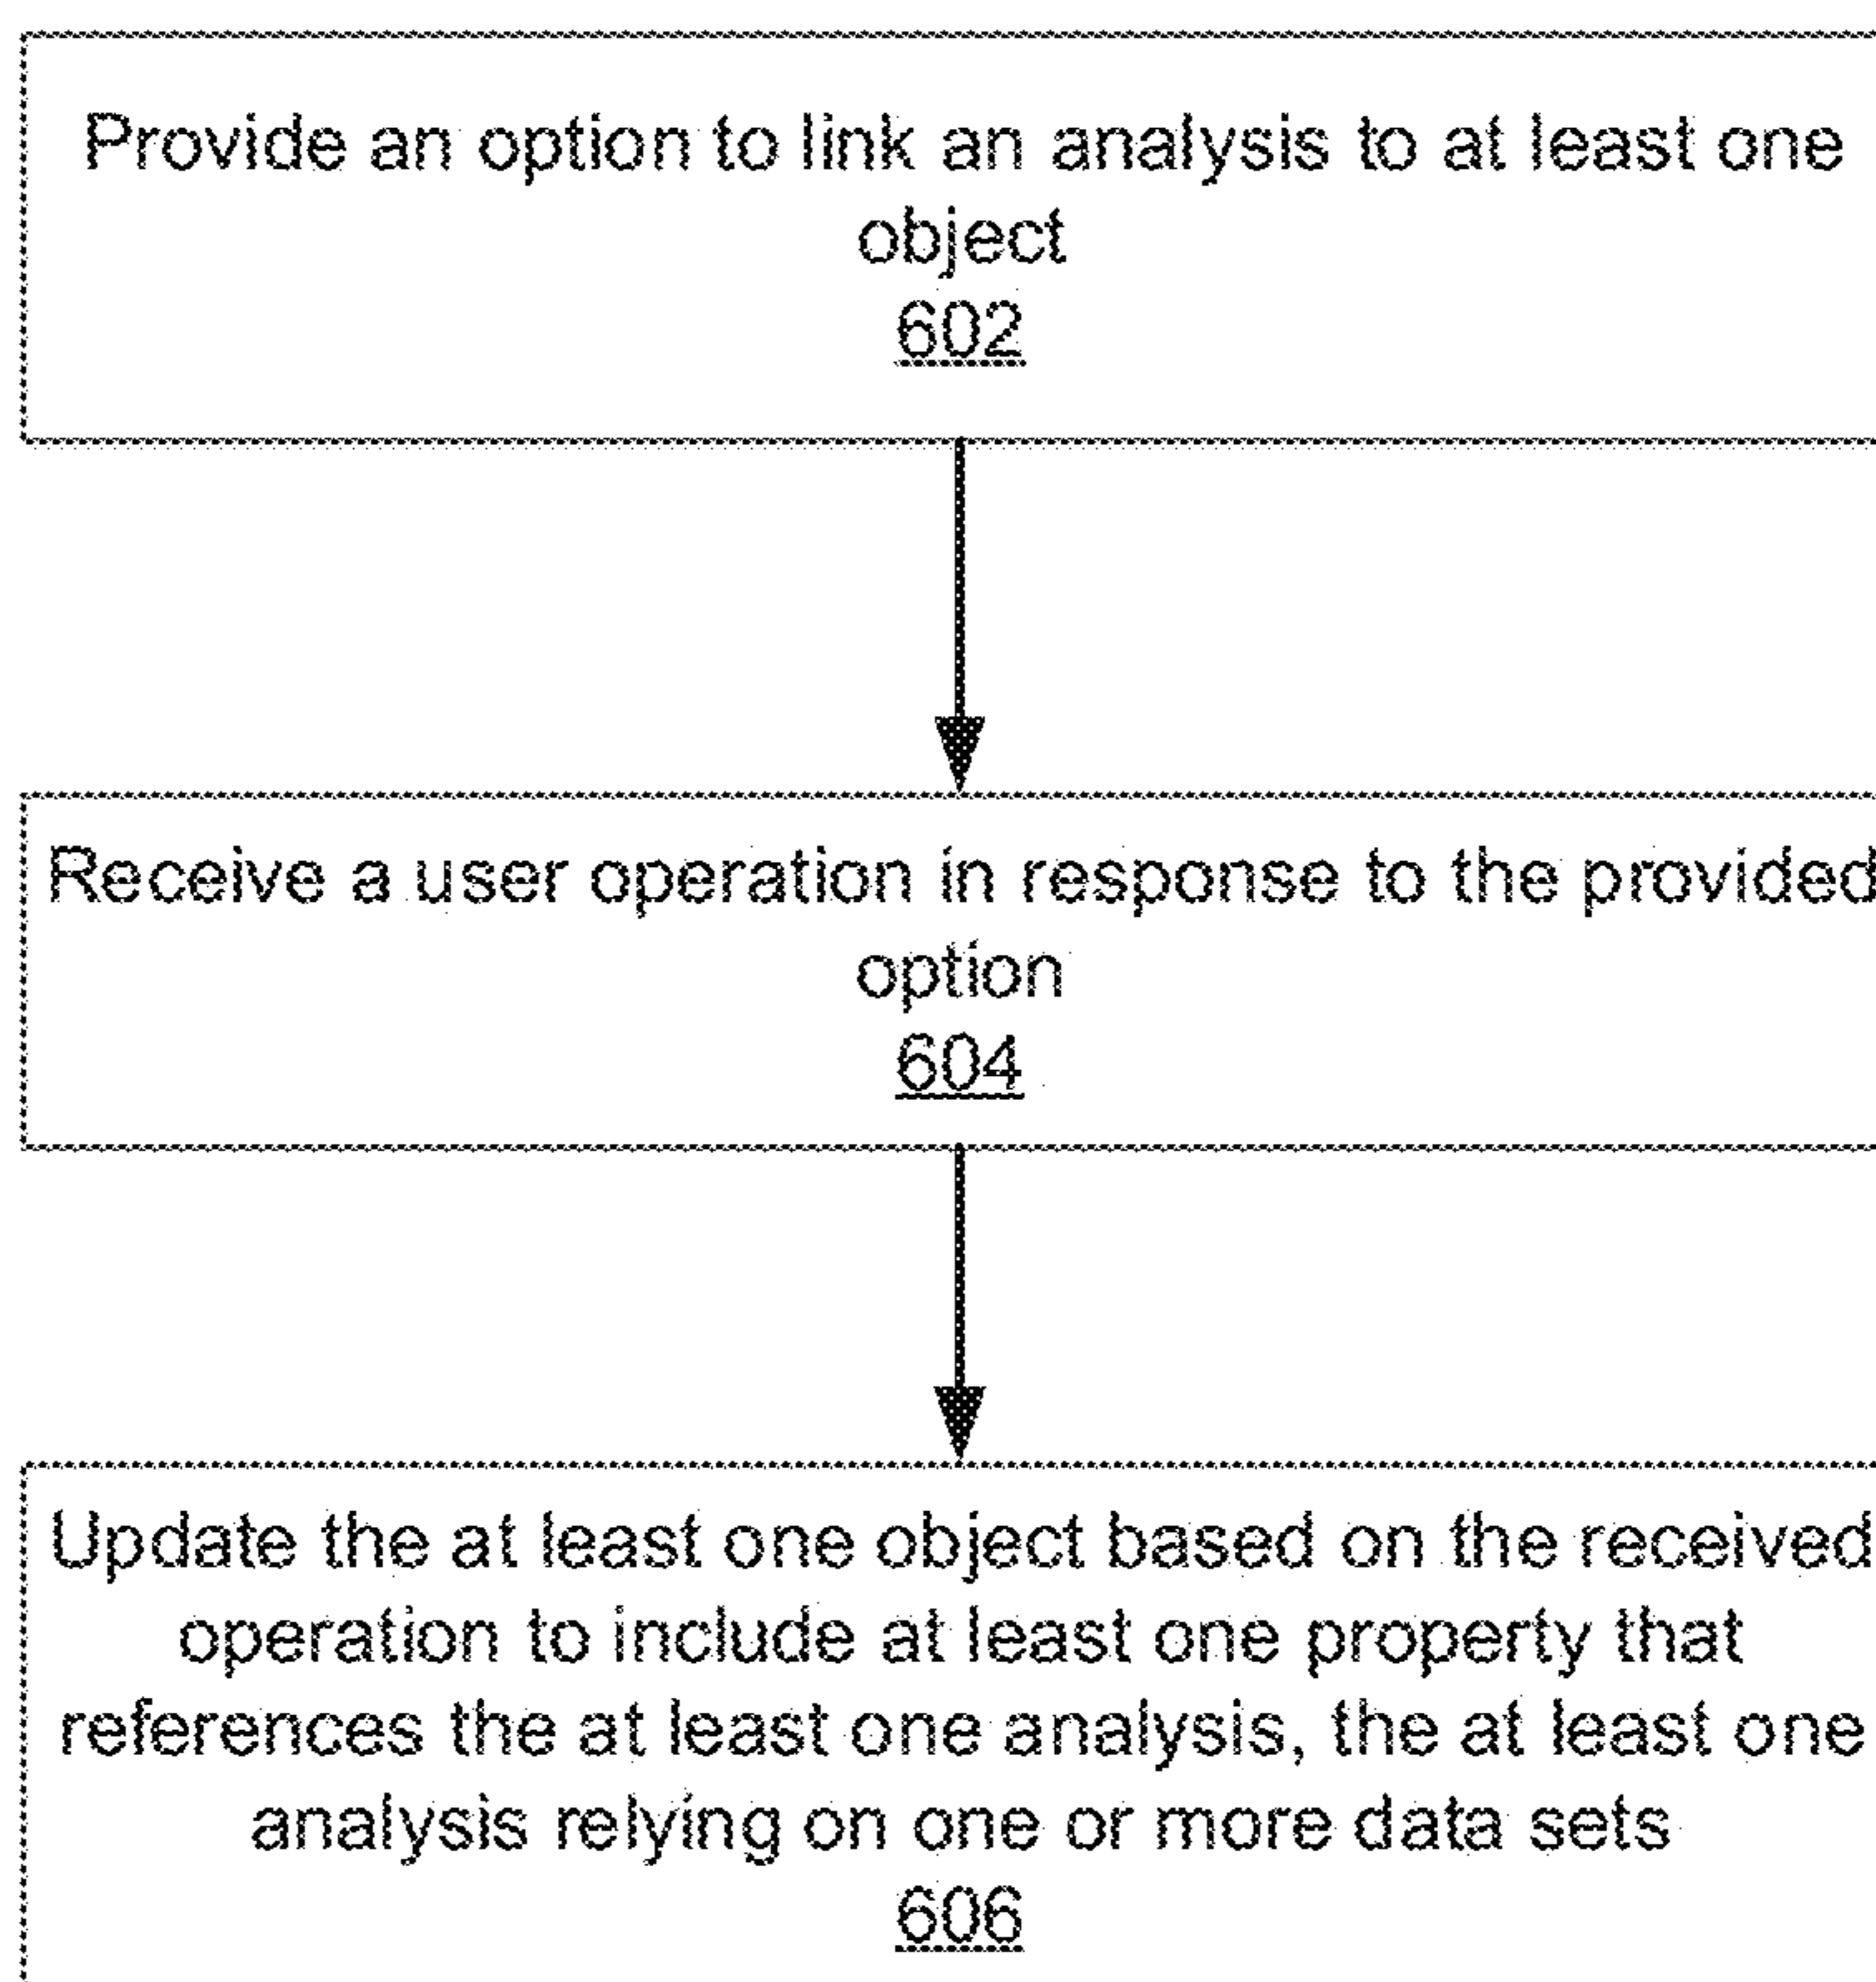 Provide an option to link an analysis to at least one
object
602
Receive a user operation in response to the provided
option
604
Update the at least one object based on the received
operation to include at least one property that
references the at least one analysis, the at least one
analysis relying on one or more data sets
606